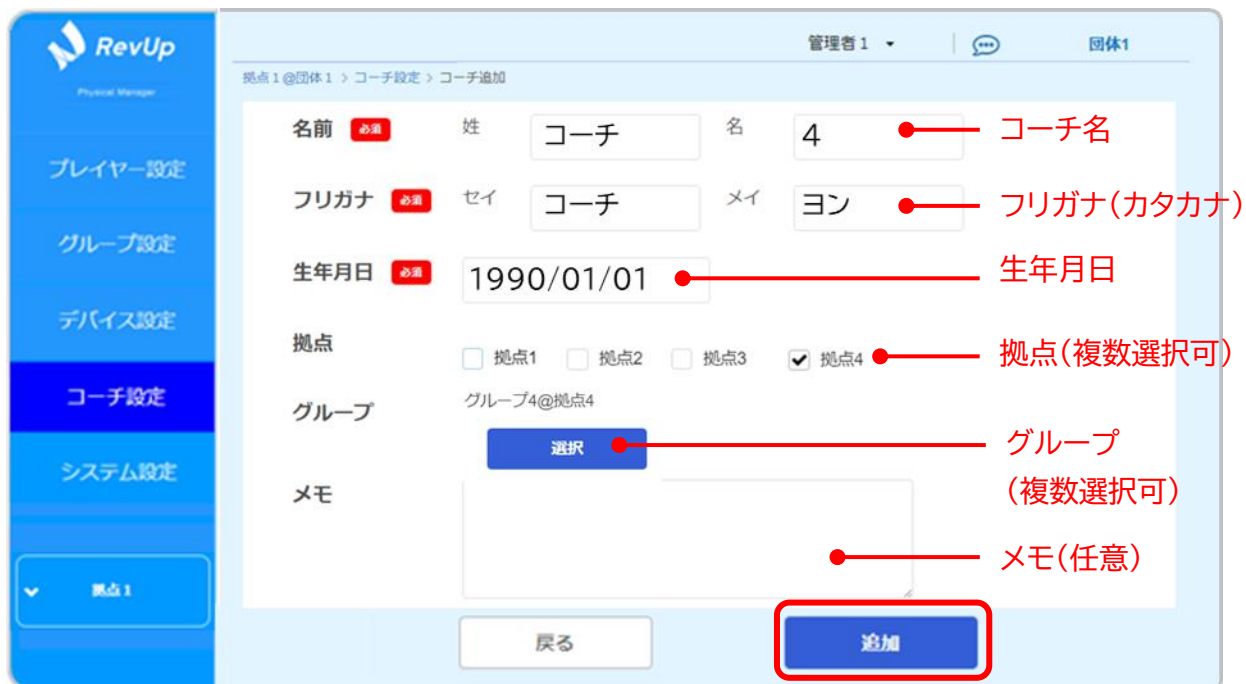 RevUp
Physical Manager
管理者1
団体1
拠点1@団体1 > コーチ設定 > コーチ追加
プレイヤー設定
グループ設定
デバイス設定
コーチ設定
システム設定
拠点1
名前 必須 姓 コーチ 名 4 コーチ名
フリガナ 必須 セイ コーチ メイ ヨン フリガナ(カタカナ)
生年月日 必須 1990/01/01 生年月日
拠点 拠点1 拠点2 拠点3 拠点4 拠点(複数選択可)
グループ グループ4@拠点4
選択 グループ
(複数選択可)
メモ メモ(任意)
戻る 追加